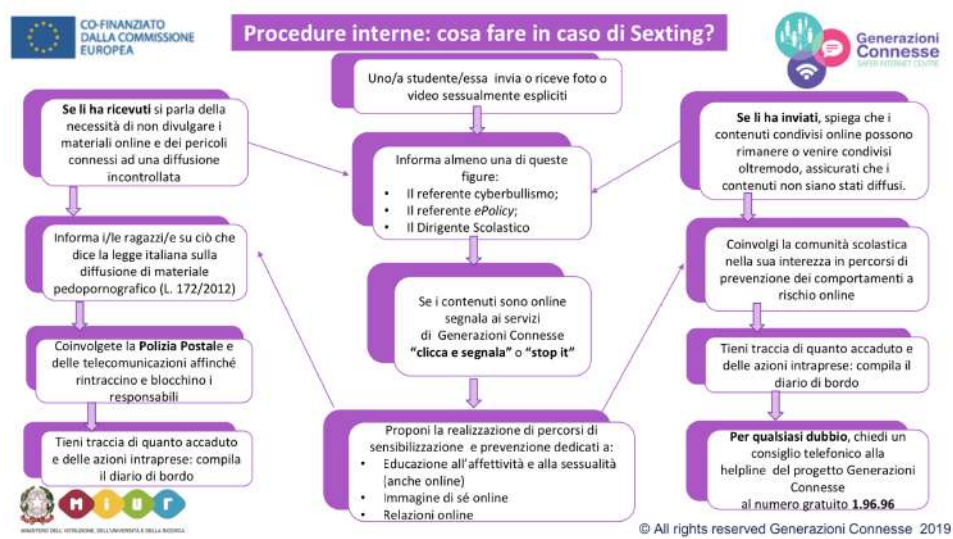 CO-FINANZIATO
DALLA COMMISSIONE
EUROPEA
Procedure interne: cosa fare in caso di Sexting?
Generazioni
Connesse
SAFER INTERNET CENTRE
Uno/a studente/essa invia o riceve foto o
video sessualmente espliciti
Se li ha ricevuti si parla della
necessità di non divulgare i
materiali online e dei pericoli
connessi ad una diffusione
incontrollata
Informa i/le ragazzi/e su ciò che
dice la legge italiana sulla
diffusione di materiale
pedopornografico (L. 172/2012)
Coinvolgete la Polizia Postale e
delle telecomunicazioni affinché
rintraccino e blocchino i
responsabili
Tieni traccia di quanto accaduto
e delle azioni intraprese: compila
il diario di bordo
Informa almeno una di queste
figure:
• Il referente cyberbullismo;
• Il referente ePolicy;
• Il Dirigente Scolastico
Se i contenuti sono online
segnala ai servizi
di Generazioni Connesse
“clicca e segnala” o “stop it”
Proponi la realizzazione di percorsi di
sensibilizzazione e prevenzione dedicati a:
• Educazione all’affettività e alla sessualità
(anche online)
• Immagine di sé online
• Relazioni online
Se li ha inviati, spiega che i
contenuti condivisi online possono
rimanere o venire condivisi
oltremodo, assicurati che i
contenuti non siano stati diffusi.
Coinvolgi la comunità scolastica
nella sua interezza in percorsi di
prevenzione dei comportamenti a
rischio online
Tieni traccia di quanto accaduto e
delle azioni intraprese: compila il
diario di bordo
Per qualsiasi dubbio, chiedi un
consiglio telefonico alla
helpline del progetto Generazioni
Connesse
al numero gratuito 1.96.96
MIUR
MINISTERO DELL'ISTRUZIONE, DELL'UNIVERSITÀ E DELLA RICERCA
© All rights reserved Generazioni Connesse 2019